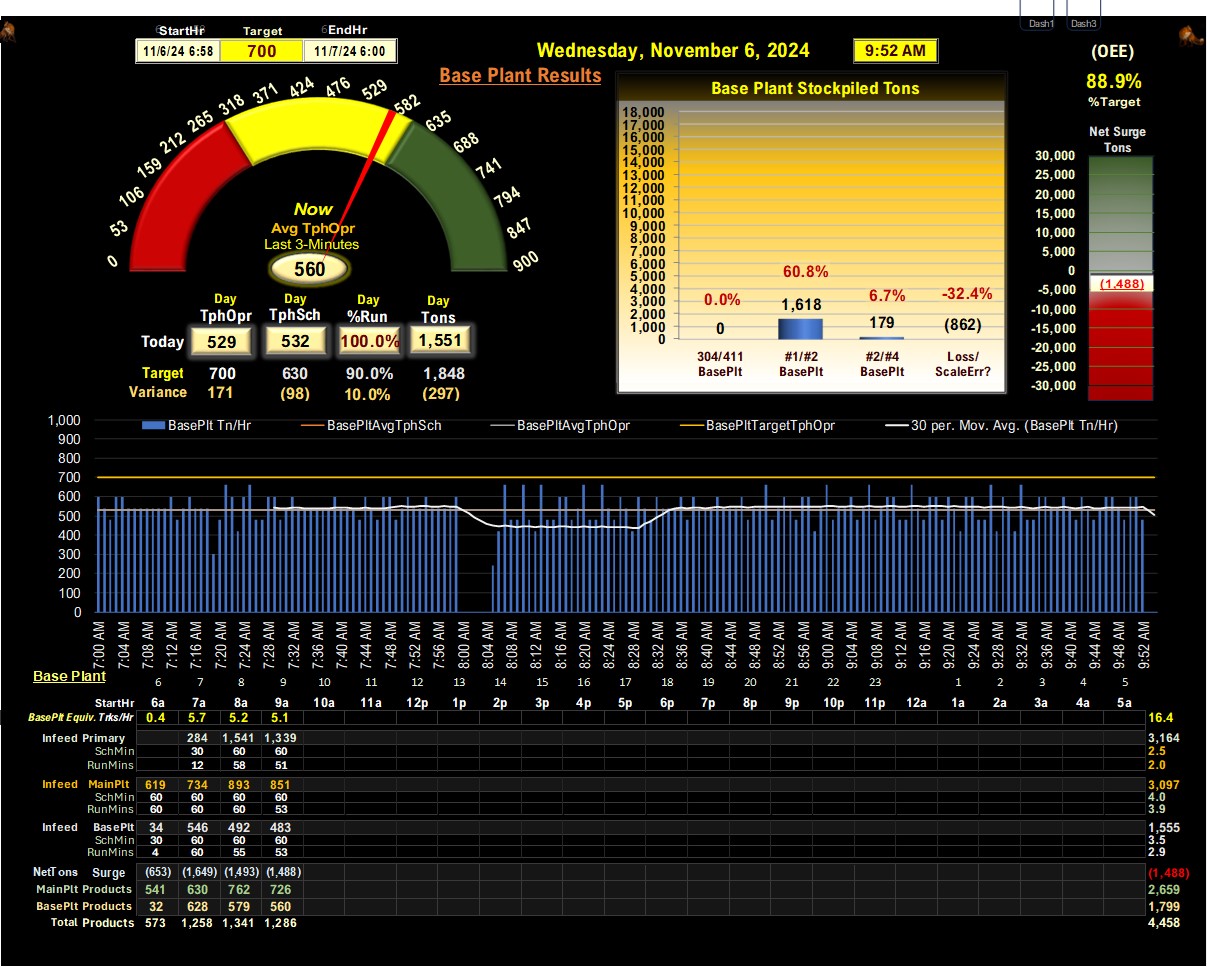 Dash1 Dash3
StartHr Target EndHr
11/6/24 6:58 700 11/7/24 6:00
Wednesday, November 6, 2024 9:52 AM
(OEE)
88.9%
%Target
Base Plant Results
0 53 106 159 212 265 318 371 424 476 529 582 635 688 741 794 847 900
Now
Avg TphOpr
Last 3-Minutes
560
Day Day Day Day
TphOpr TphSch %Run Tons
Today 529 532 100.0% 1,551
Target 700 630 90.0% 1,848
Variance 171 (98) 10.0% (297)
Base Plant Stockpiled Tons
18,000
17,000
16,000
15,000
14,000
13,000
12,000
11,000
10,000
9,000
8,000
7,000
6,000
5,000
4,000
3,000
2,000
1,000
0
0.0% 60.8% 6.7% -32.4%
0 1,618 179 (862)
304/411 #1/#2 #2/#4 Loss/
BasePlt BasePlt BasePlt ScaleErr?
Net Surge
Tons
30,000
25,000
20,000
15,000
10,000
5,000
0
(1,488)
-5,000
-10,000
-15,000
-20,000
-25,000
-30,000
BasePlt Tn/Hr BasePltAvgTphSch BasePltAvgTphOpr BasePltTargetTphOpr 30 per. Mov. Avg. (BasePlt Tn/Hr)
1,000
900
800
700
600
500
400
300
200
100
0
7:00 AM 7:04 AM 7:08 AM 7:12 AM 7:16 AM 7:20 AM 7:24 AM 7:28 AM 7:32 AM 7:36 AM 7:40 AM 7:44 AM 7:48 AM 7:52 AM 7:56 AM 8:00 AM 8:04 AM 8:08 AM 8:12 AM 8:16 AM 8:20 AM 8:24 AM 8:28 AM 8:32 AM 8:36 AM 8:40 AM 8:44 AM 8:48 AM 8:52 AM 8:56 AM 9:00 AM 9:04 AM 9:08 AM 9:12 AM 9:16 AM 9:20 AM 9:24 AM 9:28 AM 9:32 AM 9:36 AM 9:40 AM 9:44 AM 9:48 AM 9:52 AM
Base Plant
6 7 8 9 10 11 12 13 14 15 16 17 18 19 20 21 22 23 1 2 3 4 5
StartHr 6a 7a 8a 9a 10a 11a 12p 1p 2p 3p 4p 5p 6p 7p 8p 9p 10p 11p 12a 1a 2a 3a 4a 5a
BasePlt Equiv. Trks/Hr 0.4 5.7 5.2 5.1 16.4
Infeed Primary 284 1,541 1,339 3,164
SchMin 30 60 60 2.5
RunMins 12 58 51 2.0
Infeed MainPlt 619 734 893 851 3,097
SchMin 60 60 60 60 4.0
RunMins 60 60 60 53 3.9
Infeed BasePlt 34 546 492 483 1,555
SchMin 30 60 60 60 3.5
RunMins 4 60 55 53 2.9
NetTons Surge (653) (1,649) (1,493) (1,488) (1,488)
MainPlt Products 541 630 762 726 2,659
BasePlt Products 32 628 579 560 1,799
Total Products 573 1,258 1,341 1,286 4,458